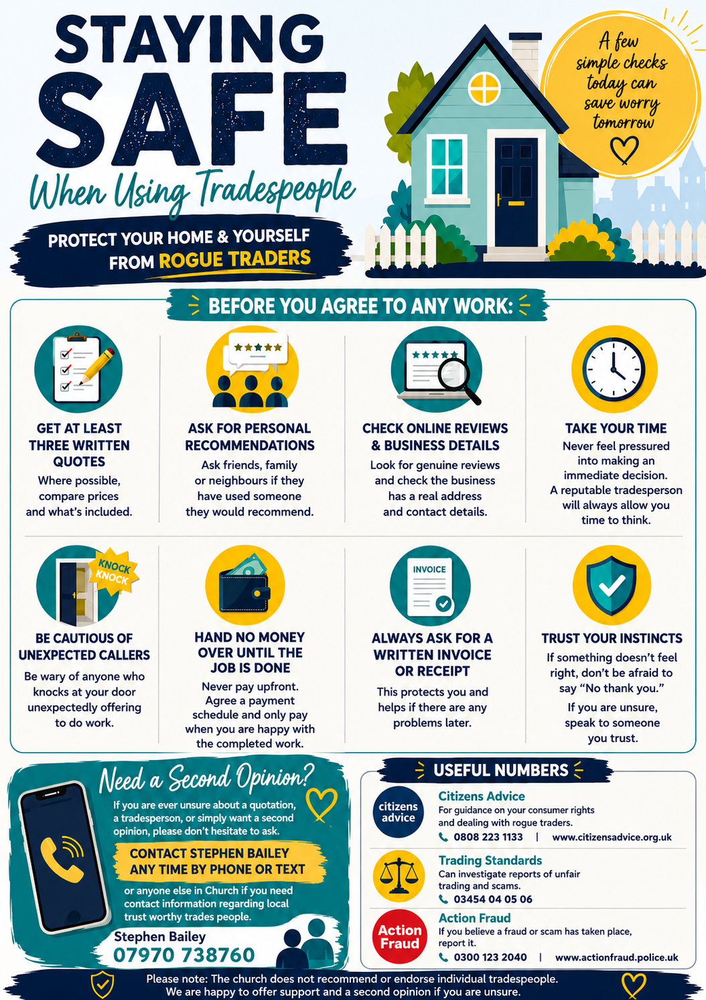 STAYING
SAFE
When Using Tradespeople
PROTECT YOUR HOME & YOURSELF
FROM ROGUE TRADERS
A few
simple checks
today can
save worry
tomorrow
BEFORE YOU AGREE TO ANY WORK:
GET AT LEAST
THREE WRITTEN
QUOTES
Where possible,
compare prices
and what's included.
ASK FOR PERSONAL
RECOMMENDATIONS
Ask friends, family
or neighbours if they
have used someone
they would recommend.
CHECK ONLINE REVIEWS
& BUSINESS DETAILS
Look for genuine reviews
and check the business
has a real address
and contact details.
TAKE YOUR TIME
Never feel pressured
into making an
immediate decision.
A reputable tradesperson
will always allow you
time to think.
KNOCK
KNOCK
BE CAUTIOUS OF
UNEXPECTED CALLERS
Be wary of anyone who
knocks at your door
unexpectedly offering
to do work.
HAND NO MONEY
OVER UNTIL THE
JOB IS DONE
Never pay upfront.
Agree a payment
schedule and only pay
when you are happy with
the completed work.
INVOICE
ALWAYS ASK FOR A
WRITTEN INVOICE
OR RECEIPT
This protects you and
helps if there are any
problems later.
TRUST YOUR INSTINCTS
If something doesn't feel
right, don't be afraid to
say “No thank you.”
If you are unsure,
speak to someone
you trust.
Need a Second Opinion?
If you are ever unsure about a quotation,
a tradesperson, or simply want a second
opinion, please don't hesitate to ask.
CONTACT STEPHEN BAILEY
ANY TIME BY PHONE OR TEXT
or anyone else in Church if you need
contact information regarding local
trust worthy trades people.
Stephen Bailey
07970 738760
USEFUL NUMBERS
citizens
advice
Citizens Advice
For guidance on your consumer rights
and dealing with rogue traders.
0808 223 1133 | www.citizensadvice.org.uk
Trading Standards
Can investigate reports of unfair
trading and scams.
03454 04 05 06
Action
Fraud
Action Fraud
If you believe a fraud or scam has taken place,
report it.
0300 123 2040 | www.actionfraud.police.uk
Please note: The church does not recommend or endorse individual tradespeople.
We are happy to offer support and a second opinion if you are unsure.